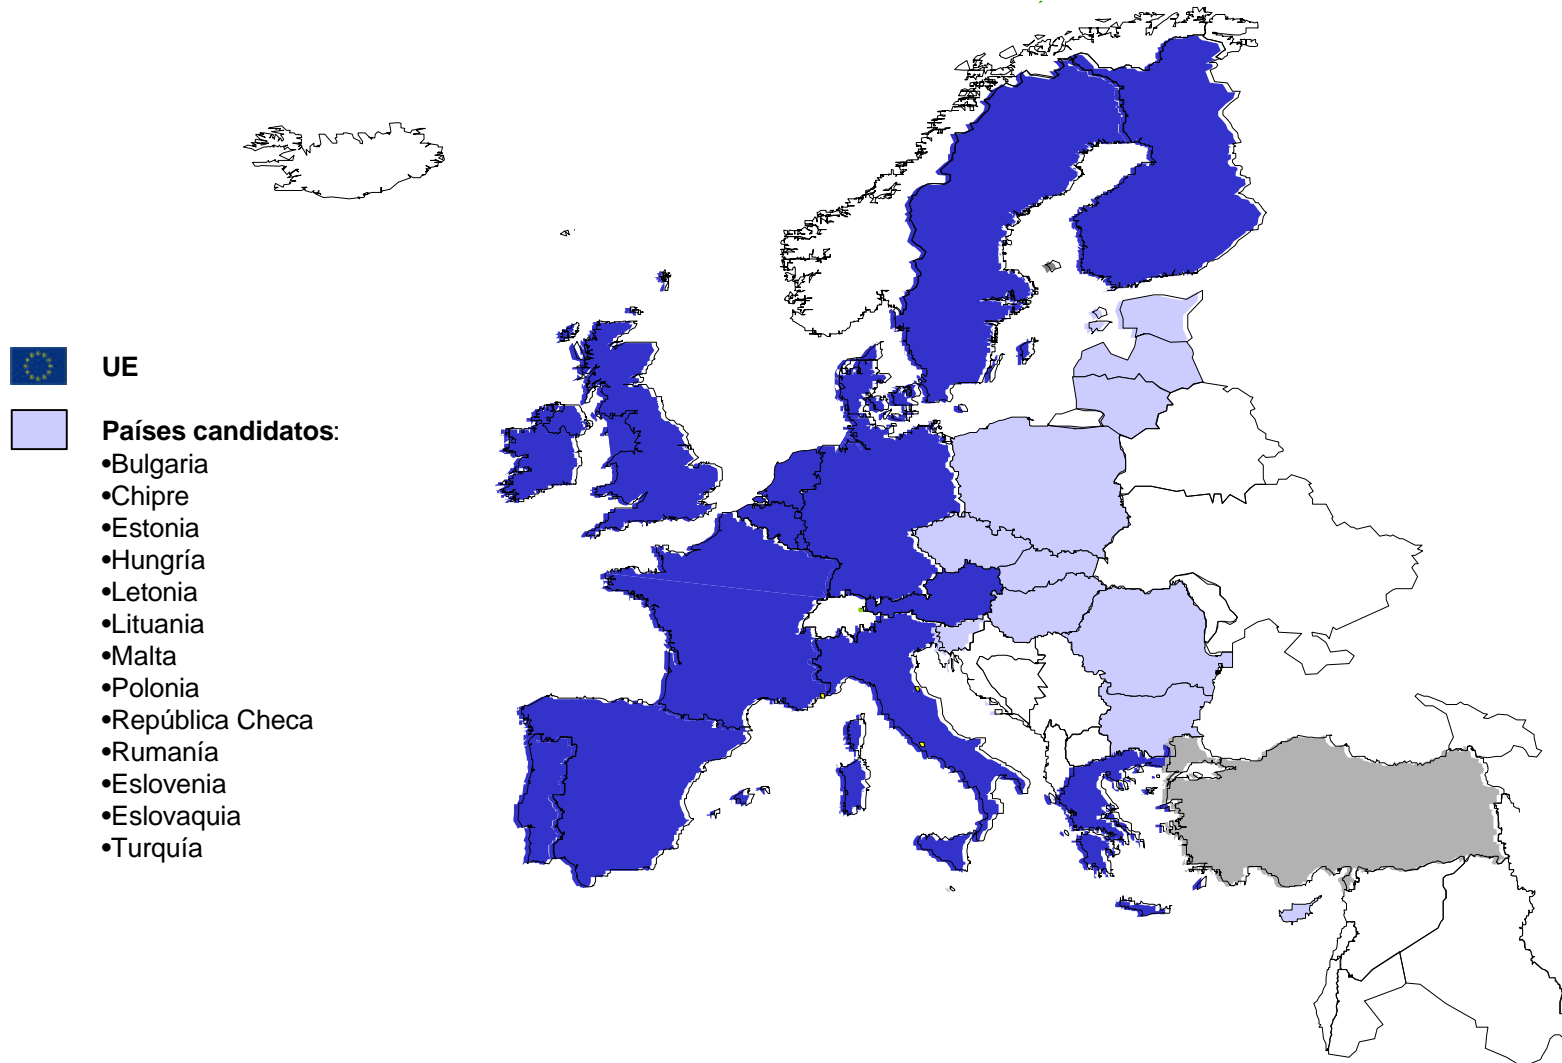 UE
Países candidatos:
•Bulgaria
•Chipre
•Estonia
•Hungría
•Letonia
•Lituania
•Malta
•Polonia
•República Checa
•Rumanía
•Eslovenia
•Eslovaquia
•Turquía